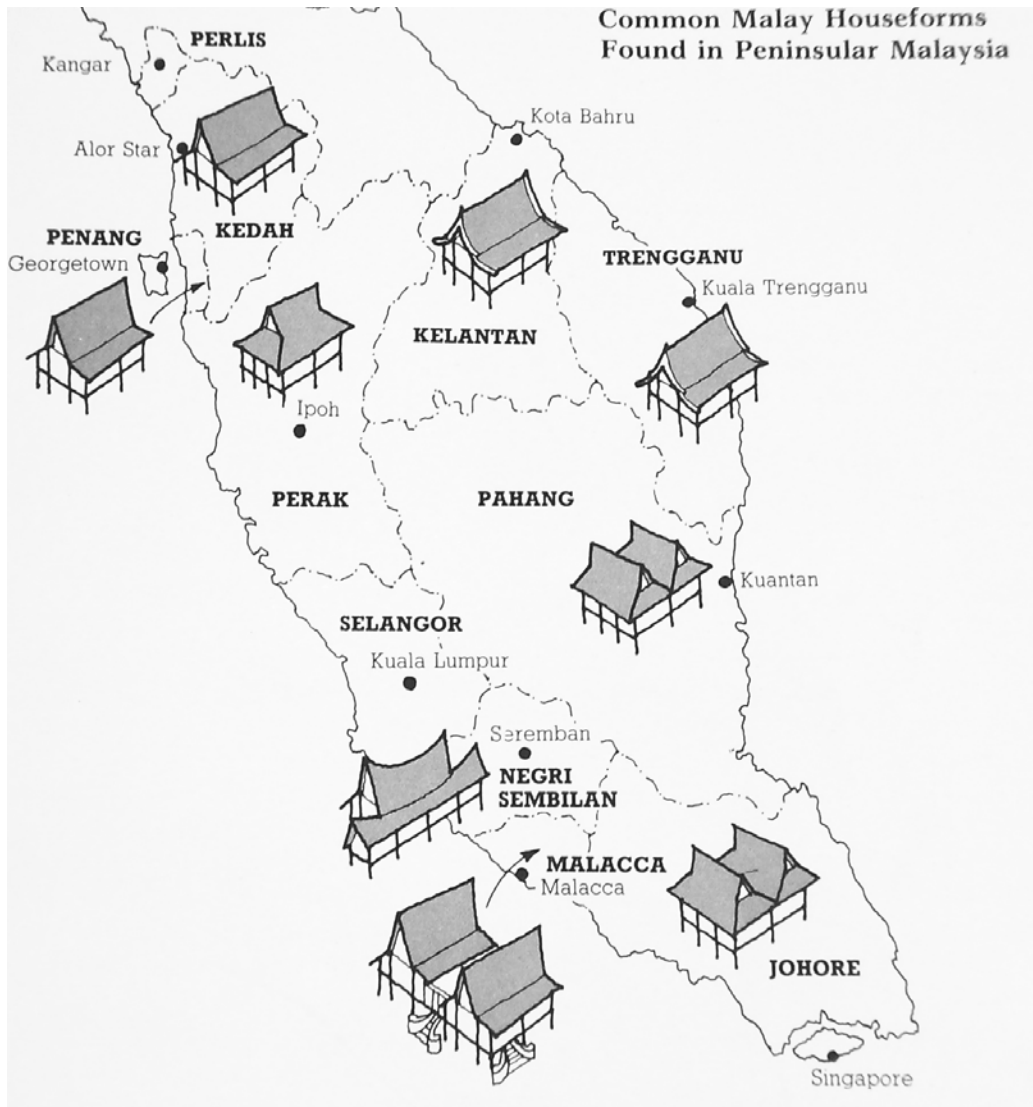 Common Malay Houseforms
Found in Peninsular Malaysia
PERLIS
Kangar
Kota Bahru
Alor Star
KEDAH
PENANG
Georgetown
TRENGGANU
Kuala Trengganu
KELANTAN
Ipoh
PERAK
PAHANG
Kuantan
SELANGOR
Kuala Lumpur
Seremban
NEGRI
SEMBILAN
MALACCA
Malacca
JOHORE
Singapore